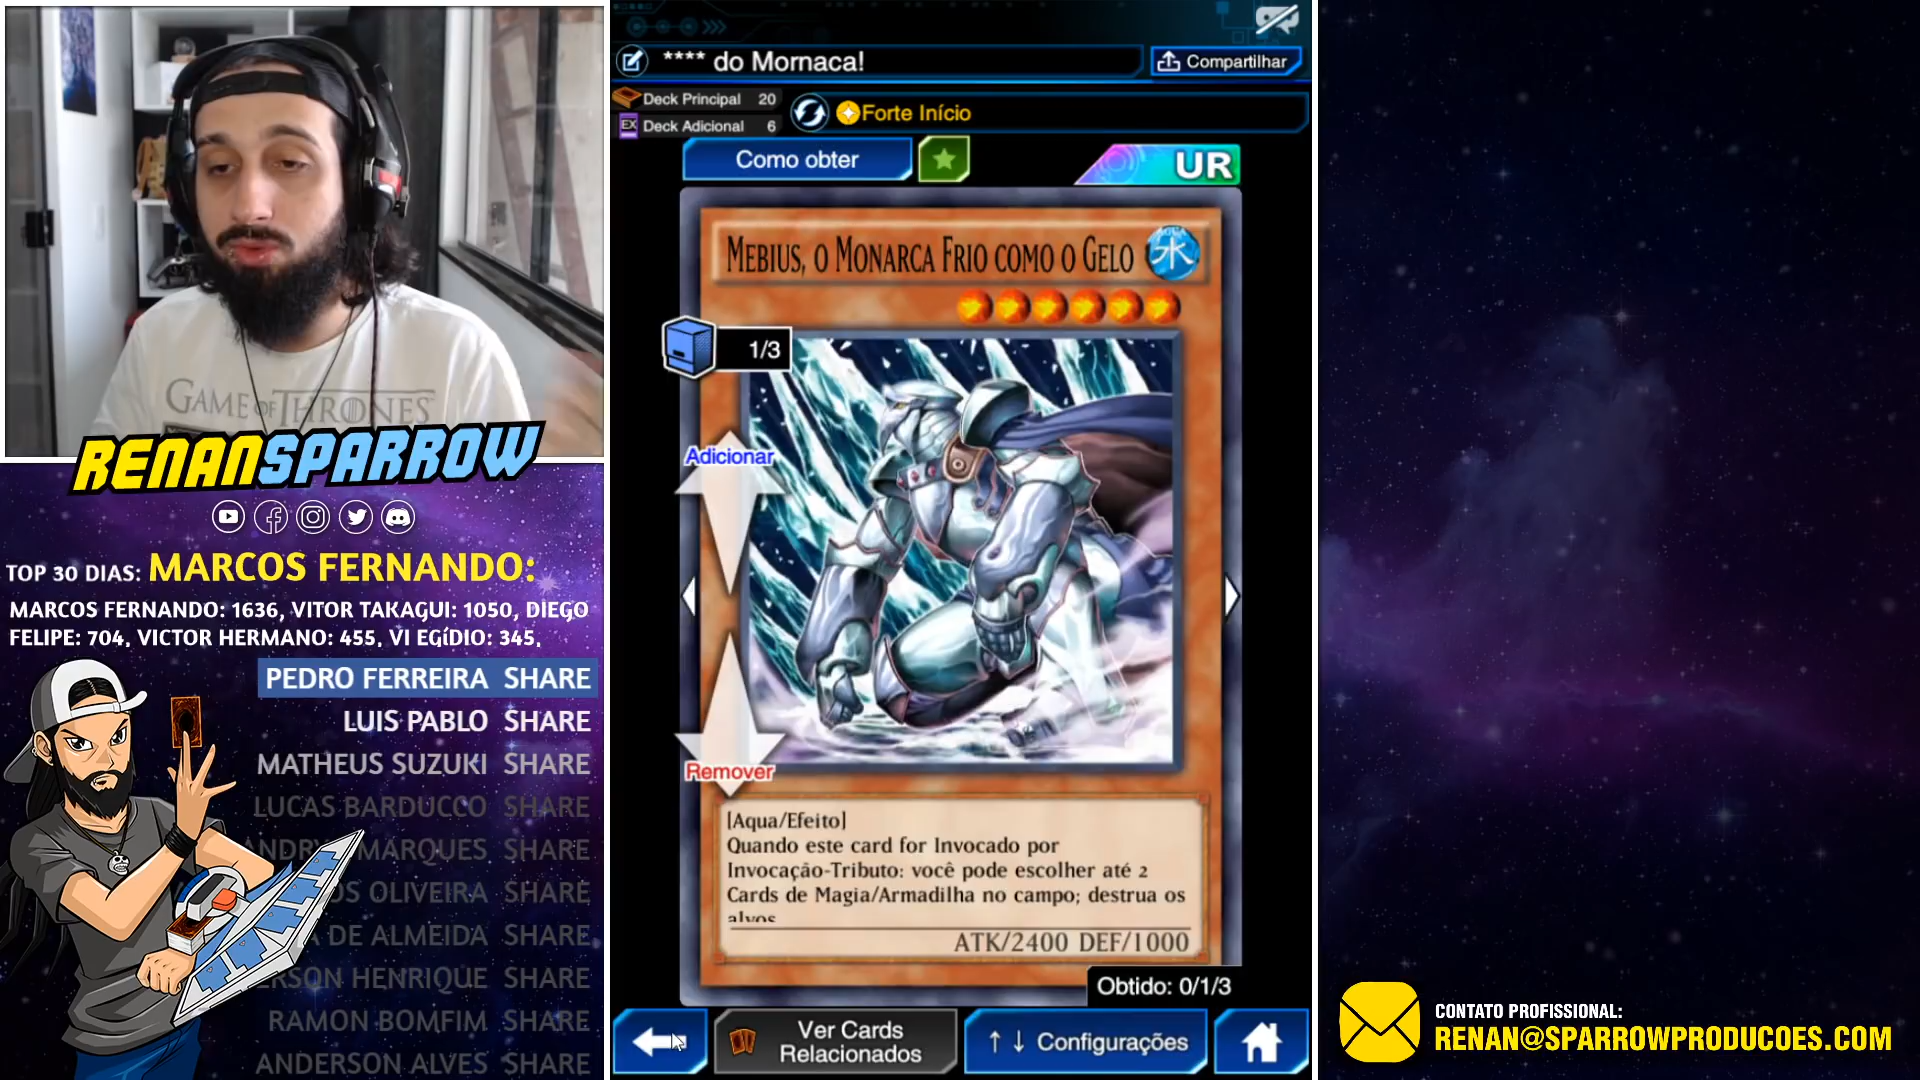 GAME OF THRONES
RENANSPARROW
TOP 30 DIAS: MARCOS FERNANDO:
MARCOS FERNANDO: 1636, VITOR TAKAGUI: 1050, DIEGO
FELIPE: 704, VICTOR HERMANO: 455, VI EGÍDIO: 345,
PEDRO FERREIRA SHARE
LUIS PABLO SHARE
MATHEUS SUZUKI SHARE
LUCAS BARDUCCO SHARE
MARQUES SHARE
OLIVEIRA SHARE
DE ALMEIDA SHARE
HENRIQUE SHARE
RAMON BOMFIM SHARE
ANDERSON ALVES SHARE
**** do Mornaca!
Compartilhar
Deck Principal 20
EX Deck Adicional 6
Forte Início
Como obter
UR
MEBIUS, O MONARCA FRIO COMO O GELO
AGUA
水
1/3
Adicionar
Remover
[Aqua/Efeito]
Quando este card for Invocado por
Invocação-Tributo: você pode escolher até 2
Cards de Magia/Armadilha no campo; destrua os
alvos
ATK/2400 DEF/1000
Obtido: 0/1/3
Ver Cards
Relacionados
↑ ↓ Configurações
CONTATO PROFISSIONAL:
RENAN@SPARROWPRODUCOES.COM